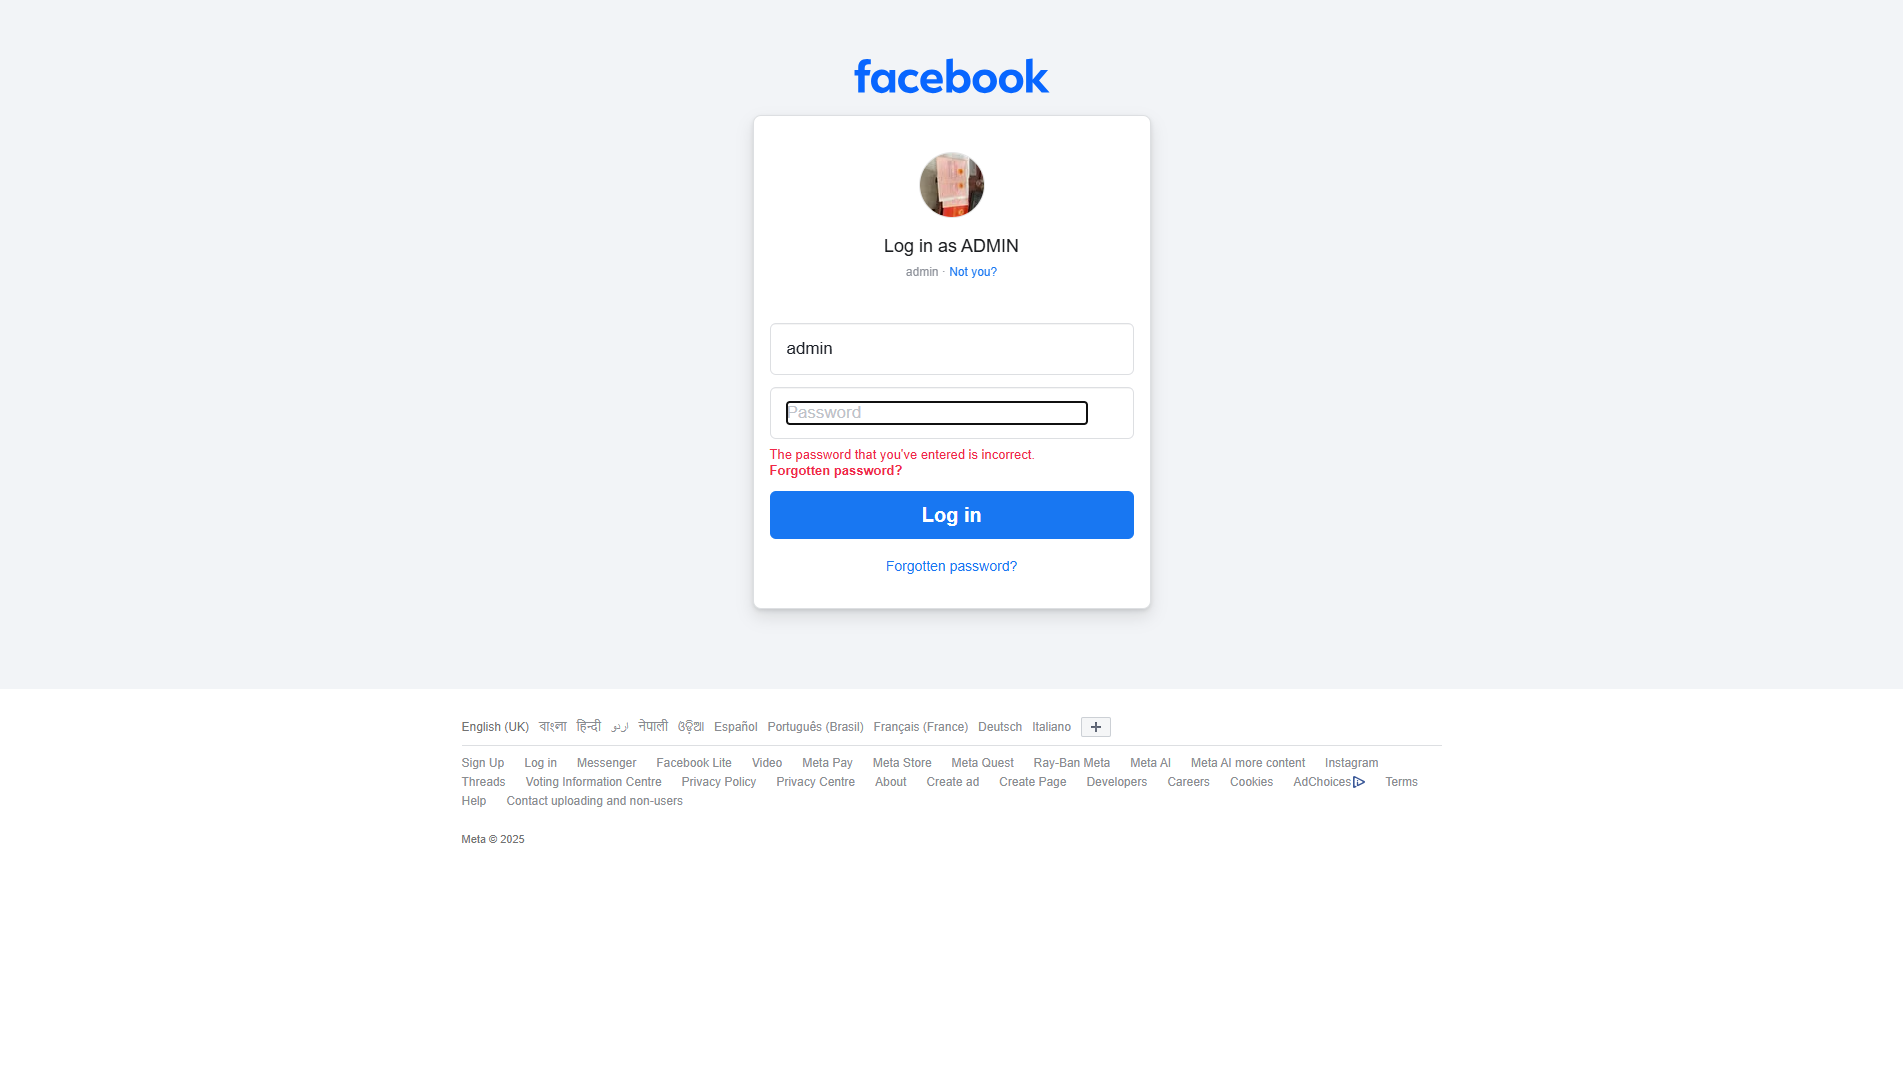 facebook
Log in as ADMIN
admin · Not you?
admin
Password
The password that you've entered is incorrect.
Forgotten password?
Log in
Forgotten password?
English (UK) বাংলা हिन्दी اردو नेपाली ଓଡ଼ିଆ Español Português (Brasil) Français (France) Deutsch Italiano
Sign Up Log in Messenger Facebook Lite Video Meta Pay Meta Store Meta Quest Ray-Ban Meta Meta AI Meta AI more content Instagram
Threads Voting Information Centre Privacy Policy Privacy Centre About Create ad Create Page Developers Careers Cookies AdChoices Terms
Help Contact uploading and non-users
Meta © 2025